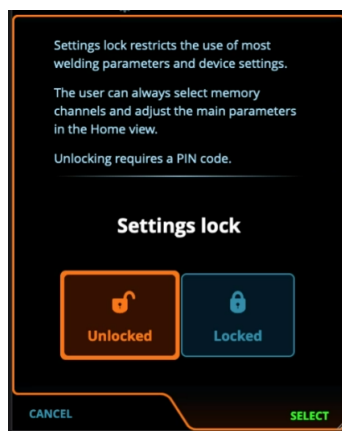 Settings lock restricts the use of most
welding parameters and device settings.
The user can always select memory
channels and adjust the main parameters
in the Home view.
Unlocking requires a PIN code.
Settings lock
Unlocked
Locked
CANCEL
SELECT